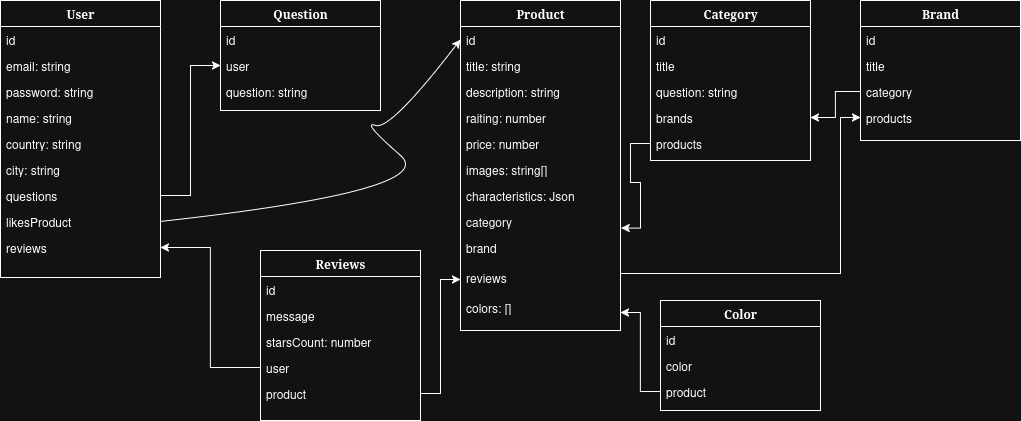 User
id
email: string
password: string
name: string
country: string
city: string
questions
likesProduct
reviews
Question
id
user
question: string
Reviews
id
message
starsCount: number
user
product
Product
id
title: string
description: string
raiting: number
price: number
images: string[]
characteristics: Json
category
brand
reviews
colors: []
Category
id
title
question: string
brands
products
Color
id
color
product
Brand
id
title
category
products